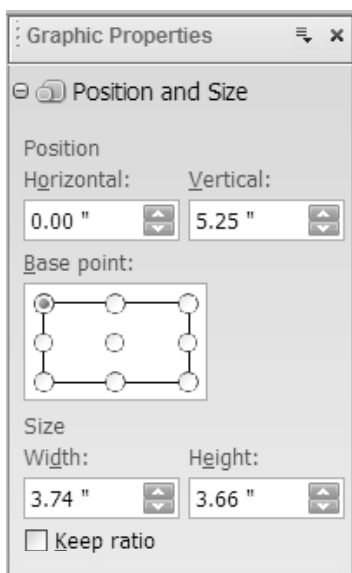 Graphic Properties
Position and Size
Position
Horizontal: Vertical:
0.00 " 5.25 "
Base point:
Size
Width: Height:
3.74 " 3.66 "
Keep ratio